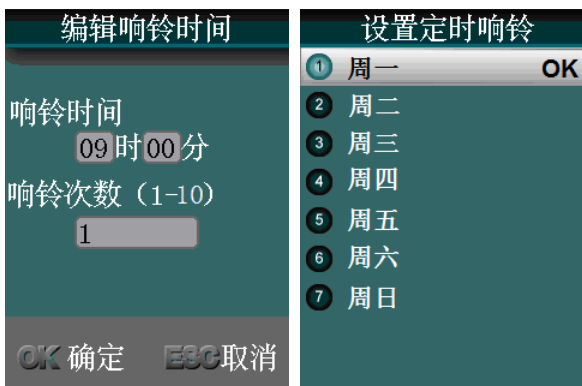 编辑响铃时间
响铃时间
09时00分
响铃次数（1-10）
1
OK 确定 ESC取消
设置定时响铃
1 周一 OK
2 周二
3 周三
4 周四
5 周五
6 周六
7 周日